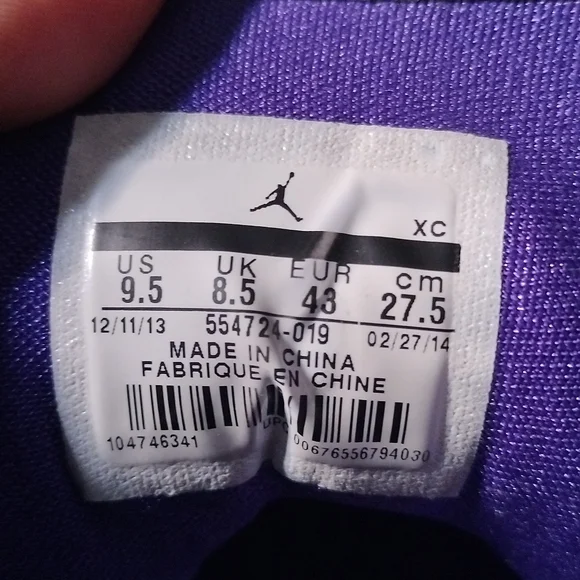 XC
US UK EUR cm
9.5 8.5 43 27.5
12/11/13 554724-019 02/27/14
MADE IN CHINA
FABRIQUE EN CHINE
UPC
104746341 00676556794030